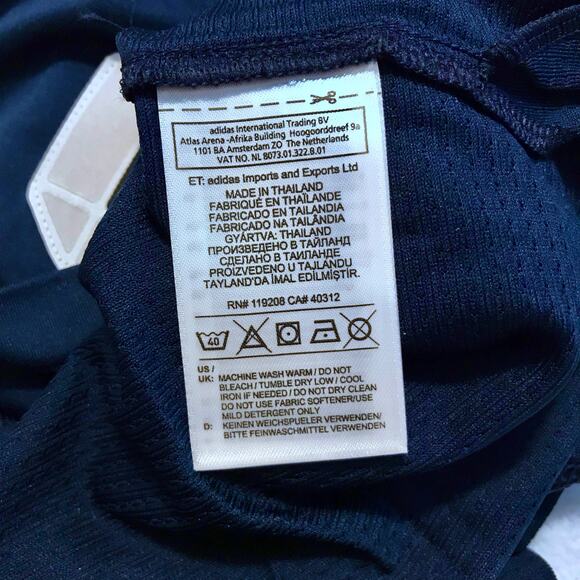 adidas International Trading BV
Atlas Arena -Afrika Building Hoogoorddreef 9a
1101 BA Amsterdam ZO The Netherlands
VAT NO. NL 8073.01.322.B.01
ET: adidas Imports and Exports Ltd
MADE IN THAILAND
FABRIQUÉ EN THAÏLANDE
FABRICADO EN TAILANDIA
FABRICADO NA TAILÂNDIA
GYÁRTVA: THAILAND
ПРОИЗВЕДЕНО В ТАЙЛАНД
СДЕЛАНО В ТАИЛАНДЕ
PROIZVEDENO U TAJLANDU
TAYLAND'DA İMAL EDİLMİŞTİR.
RN# 119208 CA# 40312
40
US /
UK: MACHINE WASH WARM / DO NOT
BLEACH / TUMBLE DRY LOW / COOL
IRON IF NEEDED / DO NOT DRY CLEAN
DO NOT USE FABRIC SOFTENER/USE
MILD DETERGENT ONLY
D: KEINEN WEICHSPUELER VERWENDEN/
BITTE FEINWASCHMITTEL VERWENDEN